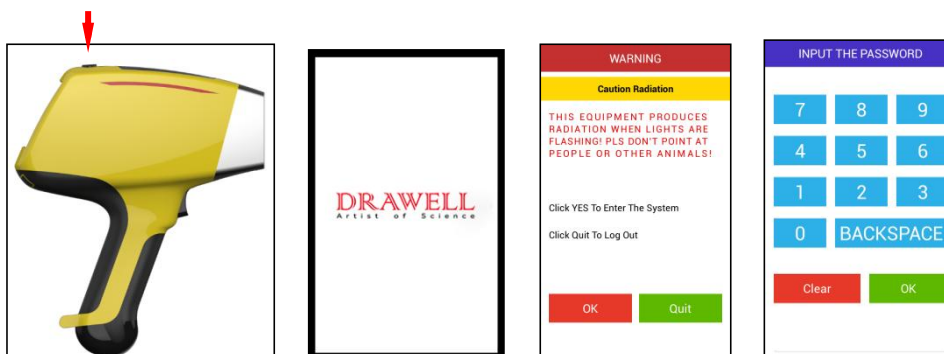 DRAWELL
Artist of Science
WARNING
Caution Radiation
THIS EQUIPMENT PRODUCES
RADIATION WHEN LIGHTS ARE
FLASHING! PLS DON'T POINT AT
PEOPLE OR OTHER ANIMALS!
Click YES To Enter The System
Click Quit To Log Out
OK Quit
INPUT THE PASSWORD
7 8 9
4 5 6
1 2 3
0 BACKSPACE
Clear OK